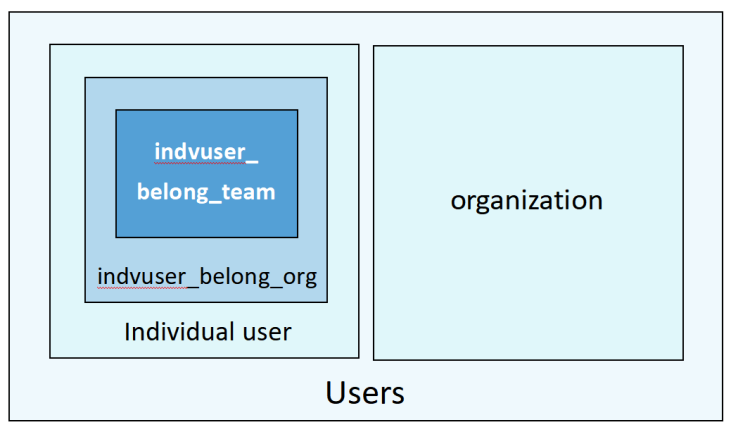 indvuser_
belong_team
indvuser_belong_org
Individual user
organization
Users